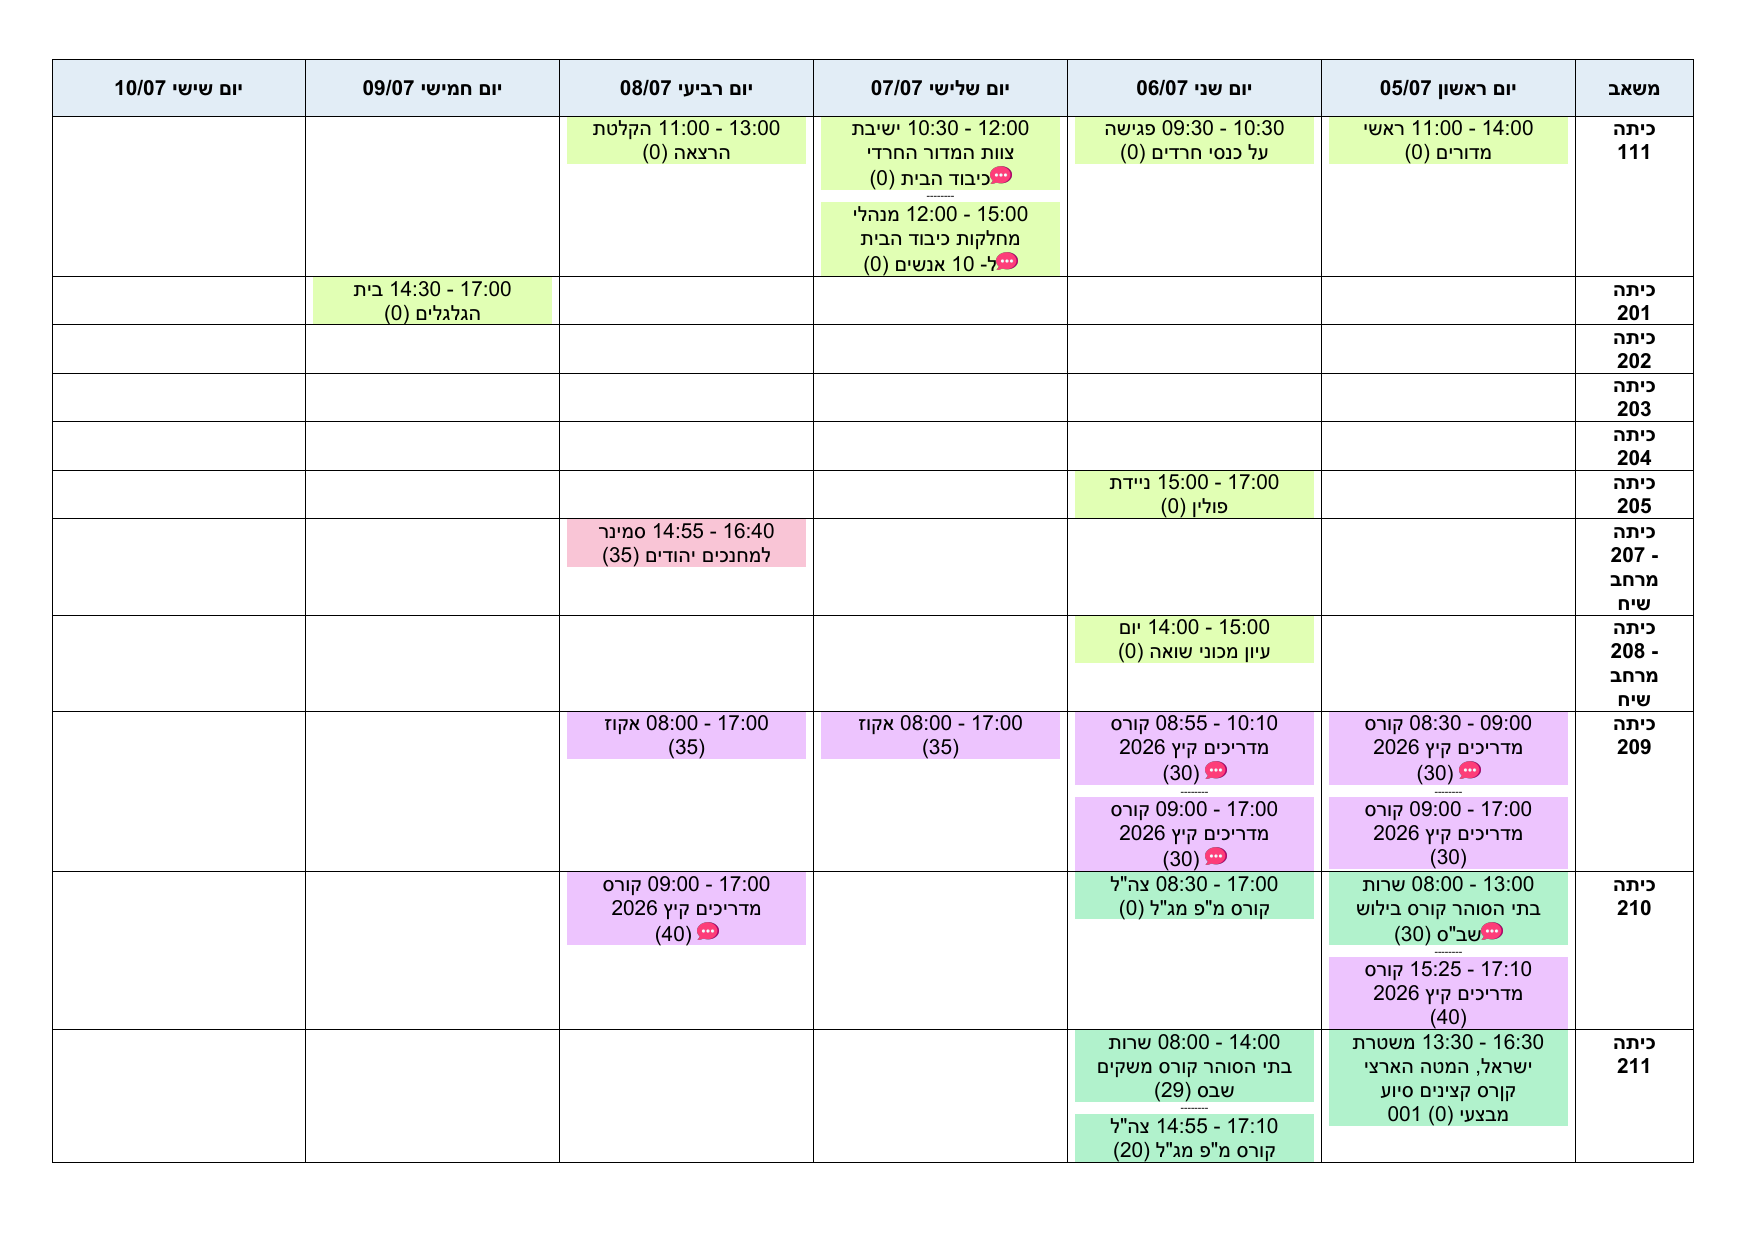 משאב
יום ראשון 05/07
יום שני 06/07
יום שלישי 07/07
יום רביעי 08/07
יום חמישי 09/07
יום שישי 10/07
כיתה
111
11:00 - 14:00 ראשי
מדורים (0)
09:30 - 10:30 פגישה
על כנסי חרדים (0)
10:30 - 12:00 ישיבת
צוות המדור החרדי
כיבוד הבית (0)
--------
12:00 - 15:00 מנהלי
מחלקות כיבוד הבית
ל- 10 אנשים (0)
11:00 - 13:00 הקלטת
הרצאה (0)
כיתה
201
14:30 - 17:00 בית
הגלגלים (0)
כיתה
202
כיתה
203
כיתה
204
כיתה
205
15:00 - 17:00 ניידת
פולין (0)
כיתה
207 -
מרחב
שיח
14:55 - 16:40 סמינר
למחנכים יהודים (35)
כיתה
208 -
מרחב
שיח
14:00 - 15:00 יום
עיון מכוני שואה (0)
כיתה
209
08:30 - 09:00 קורס
מדריכים קיץ 2026
(30)
--------
09:00 - 17:00 קורס
מדריכים קיץ 2026
(30)
08:55 - 10:10 קורס
מדריכים קיץ 2026
(30)
--------
09:00 - 17:00 קורס
מדריכים קיץ 2026
(30)
08:00 - 17:00 אקוז
(35)
08:00 - 17:00 אקוז
(35)
כיתה
210
08:00 - 13:00 שרות
בתי הסוהר קורס בילוש
שב"ס (30)
--------
15:25 - 17:10 קורס
מדריכים קיץ 2026
(40)
08:30 - 17:00 צה"ל
קורס מ"פ מג"ל (0)
09:00 - 17:00 קורס
מדריכים קיץ 2026
(40)
כיתה
211
13:30 - 16:30 משטרת
ישראל, המטה הארצי
קןרס קצינים סיוע
מבצעי 001 (0)
08:00 - 14:00 שרות
בתי הסוהר קורס משקים
שבס (29)
--------
14:55 - 17:10 צה"ל
קורס מ"פ מג"ל (20)